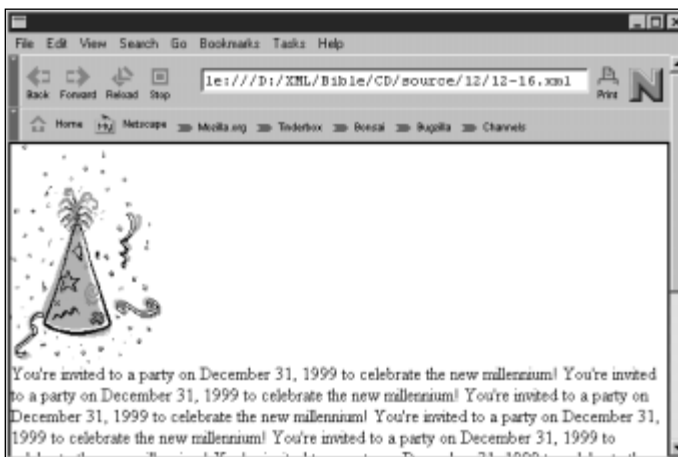 File Edit View Search Go Bookmarks Tasks Help
Back Forward Reload Stop
le:///D:/XML/Bible/CD/source/12/12-16.xml
Print N
Home My Netscape Mozilla.org Tinderbox Bonsai Bugzilla Channels
You're invited to a party on December 31, 1999 to celebrate the new millennium! You're invited
to a party on December 31, 1999 to celebrate the new millennium! You're invited to a party on
December 31, 1999 to celebrate the new millennium! You're invited to a party on December 31,
1999 to celebrate the new millennium! You're invited to a party on December 31, 1999 to